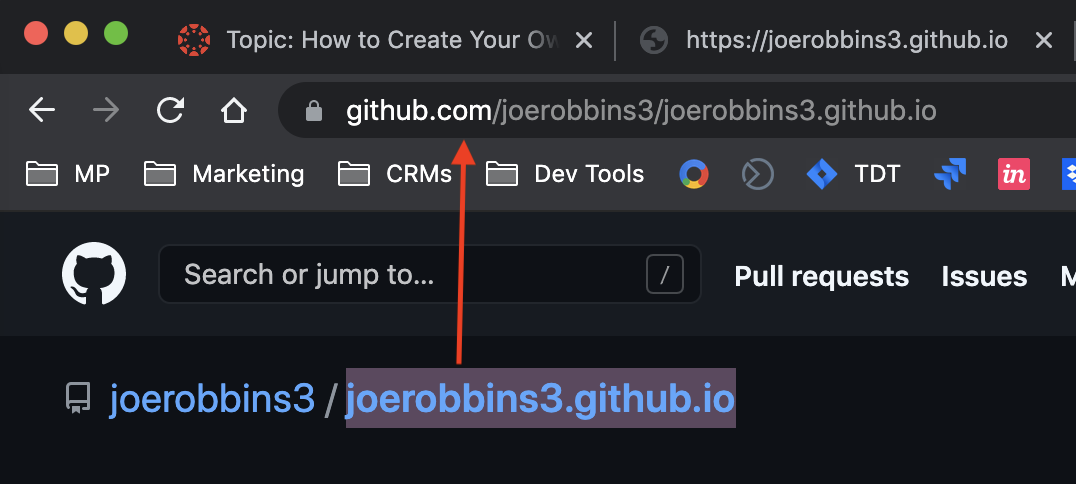 Topic: How to Create Your Ow
https://joerobbins3.github.io
github.com/joerobbins3/joerobbins3.github.io
MP Marketing CRMs Dev Tools TDT in
Search or jump to... / Pull requests Issues M
joerobbins3 / joerobbins3.github.io